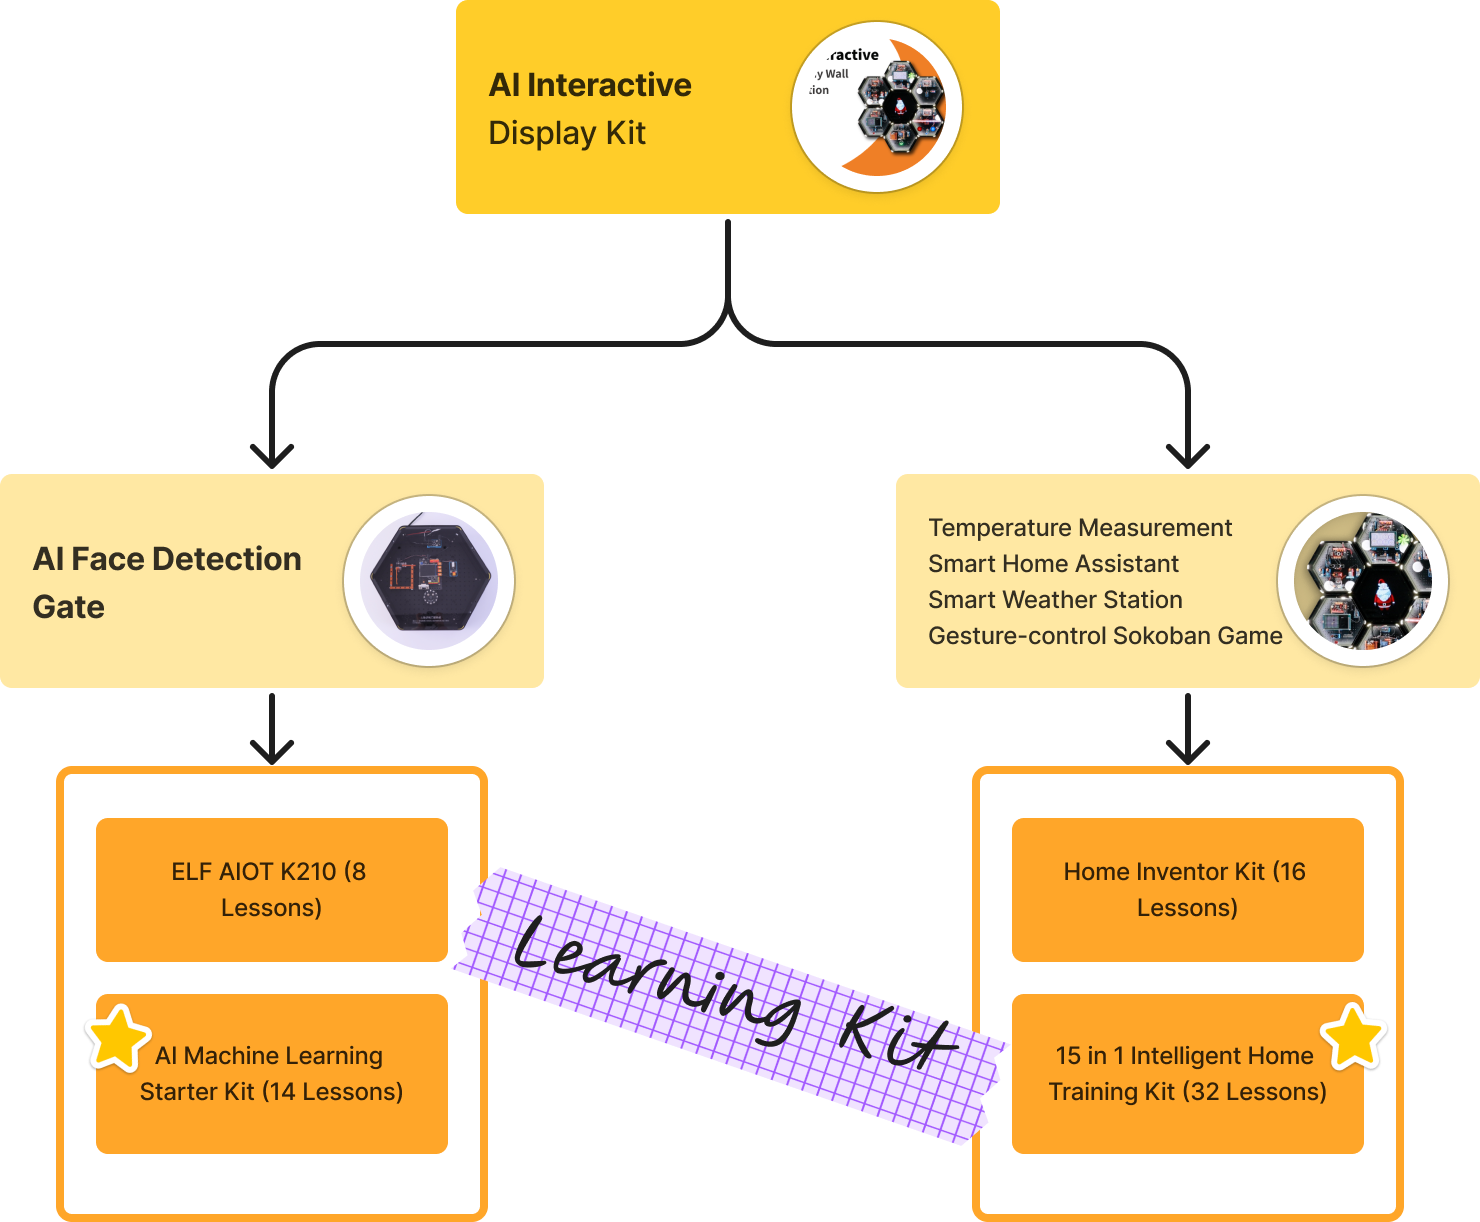 AI Interactive
Display Kit
ractive
y Wall
ion
AI Face Detection
Gate
Temperature Measurement
Smart Home Assistant
Smart Weather Station
Gesture-control Sokoban Game
ELF AIOT K210 (8
Lessons)
Home Inventor Kit (16
Lessons)
Learning Kit
AI Machine Learning
Starter Kit (14 Lessons)
15 in 1 Intelligent Home
Training Kit (32 Lessons)